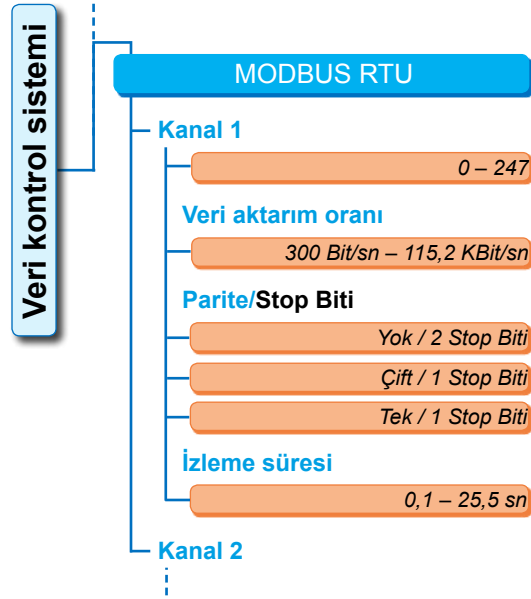 Veri kontrol sistemi
MODBUS RTU
Kanal 1
0 – 247
Veri aktarım oranı
300 Bit/sn – 115,2 KBit/sn
Parite/Stop Biti
Yok / 2 Stop Biti
Çift / 1 Stop Biti
Tek / 1 Stop Biti
İzleme süresi
0,1 – 25,5 sn
Kanal 2